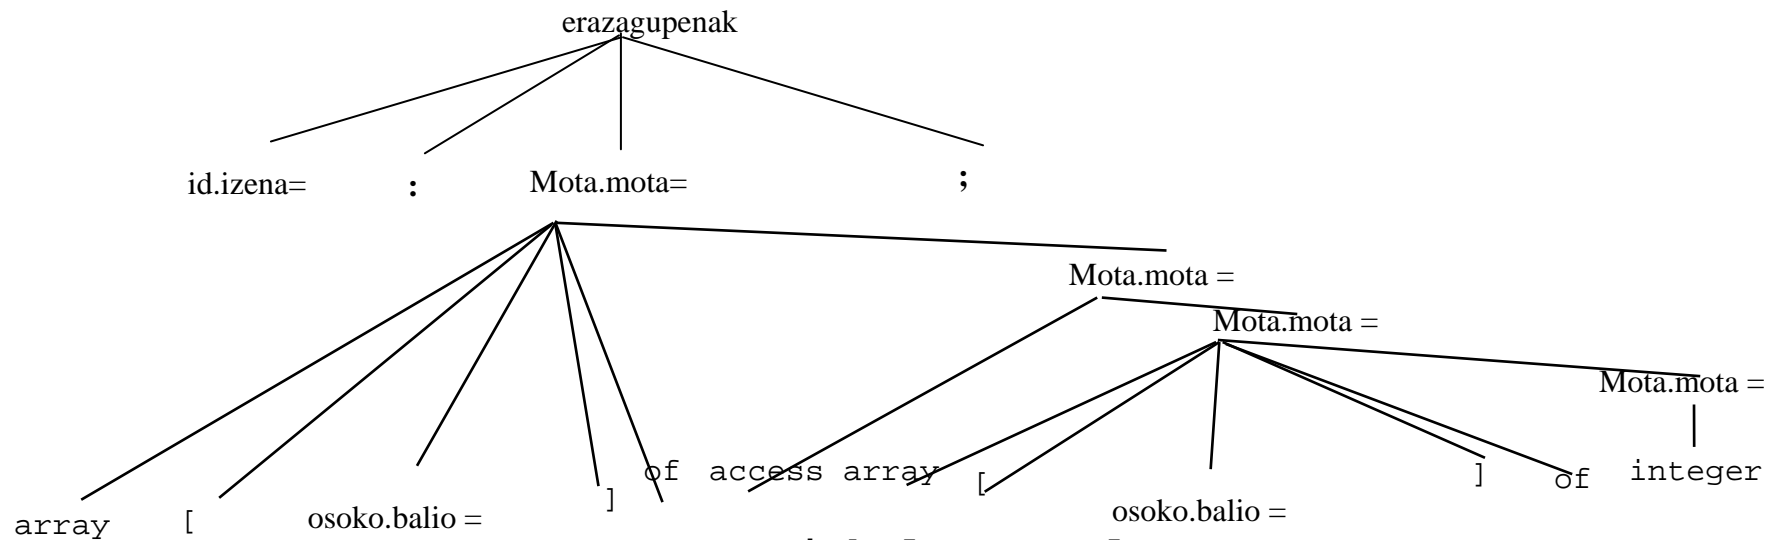 erazagupenak
id.izena= : Mota.mota= ;
Mota.mota =
Mota.mota =
Mota.mota =
of access array [ ] of integer
array [ osoko.balio = ] osoko.balio =